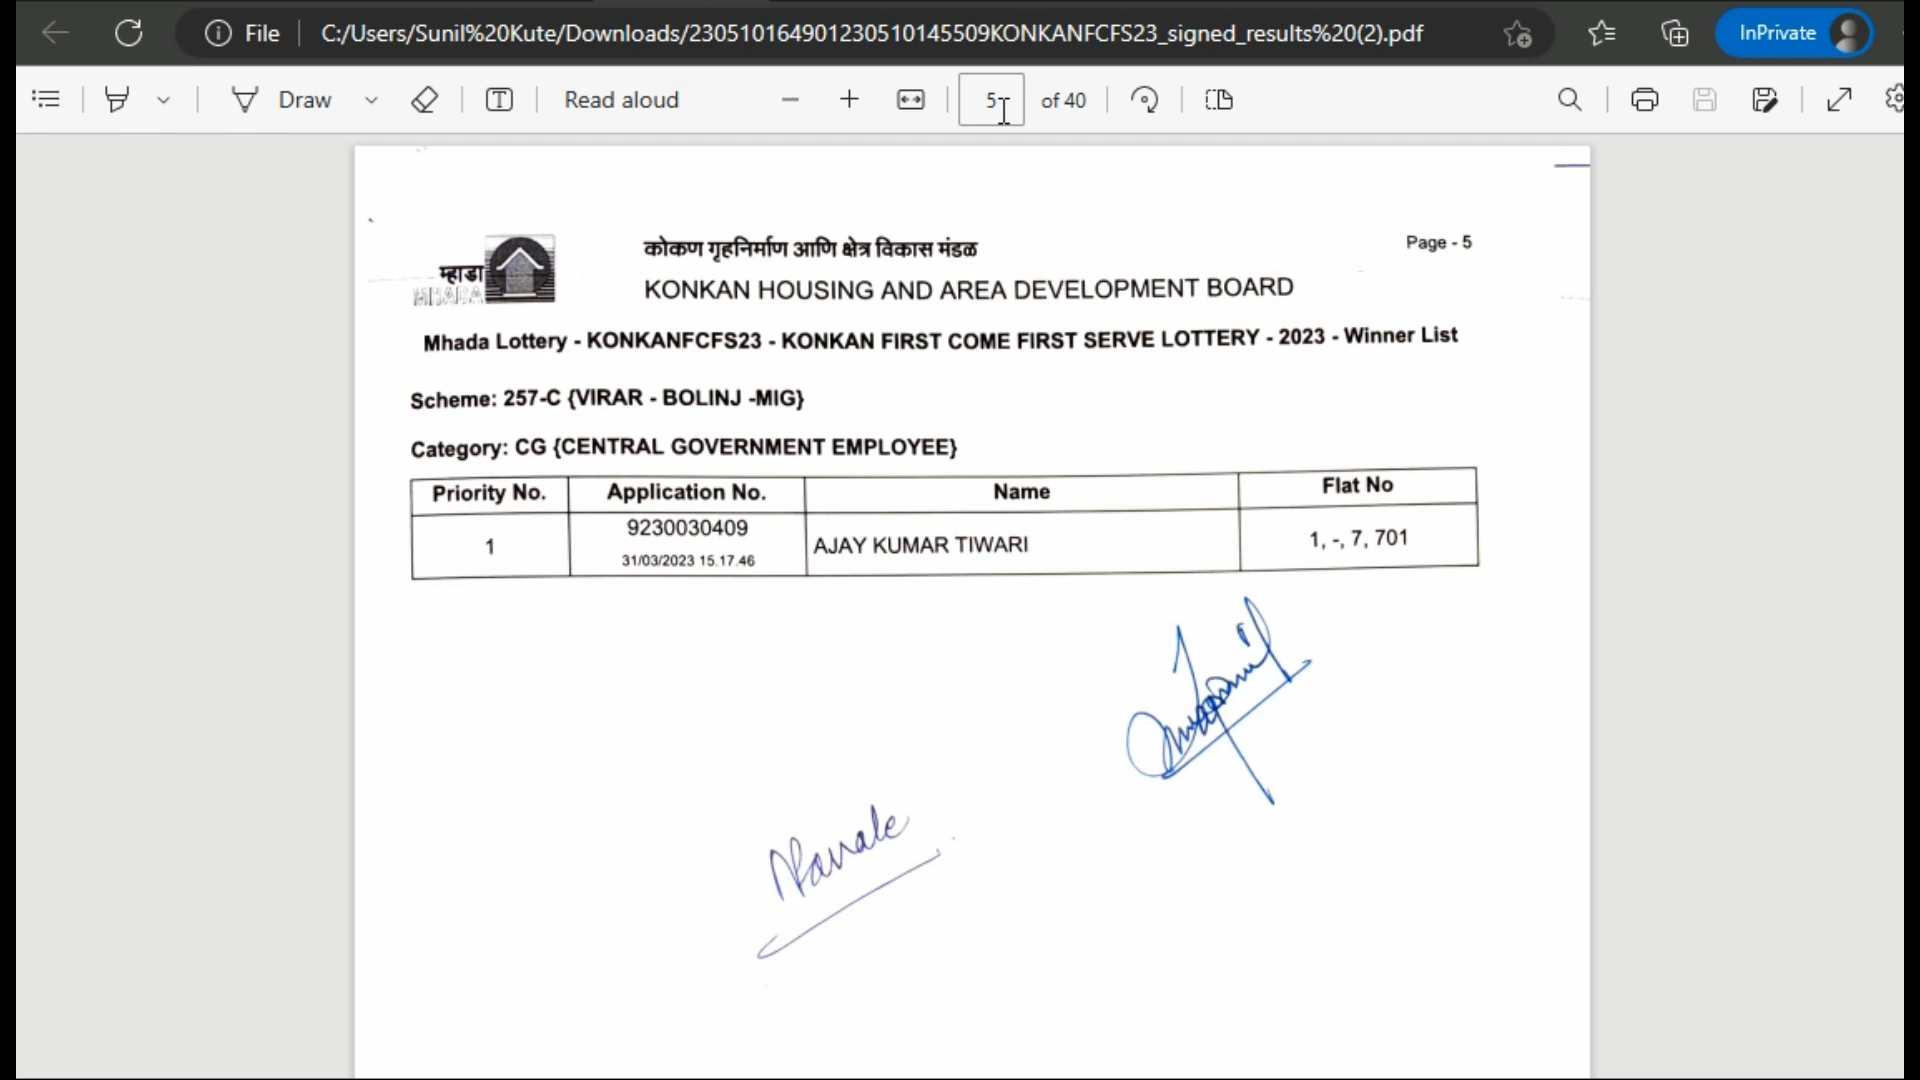 File
C:/Users/Sunil%20Kute/Downloads/230510164901230510145509KONKANFCFS23_signed_results%20(2).pdf
InPrivate
Draw
Read aloud
5
of 40
कोकण गृहनिर्माण आणि क्षेत्र विकास मंडळ
Page - 5
म्हाडा
MHADA
KONKAN HOUSING AND AREA DEVELOPMENT BOARD
Mhada Lottery - KONKANFCFS23 - KONKAN FIRST COME FIRST SERVE LOTTERY - 2023 - Winner List
Scheme: 257-C {VIRAR - BOLINJ -MIG}
Category: CG {CENTRAL GOVERNMENT EMPLOYEE}
Priority No. Application No. Name Flat No
1 9230030409 AJAY KUMAR TIWARI 1, -, 7, 701
31/03/2023 15.17.46